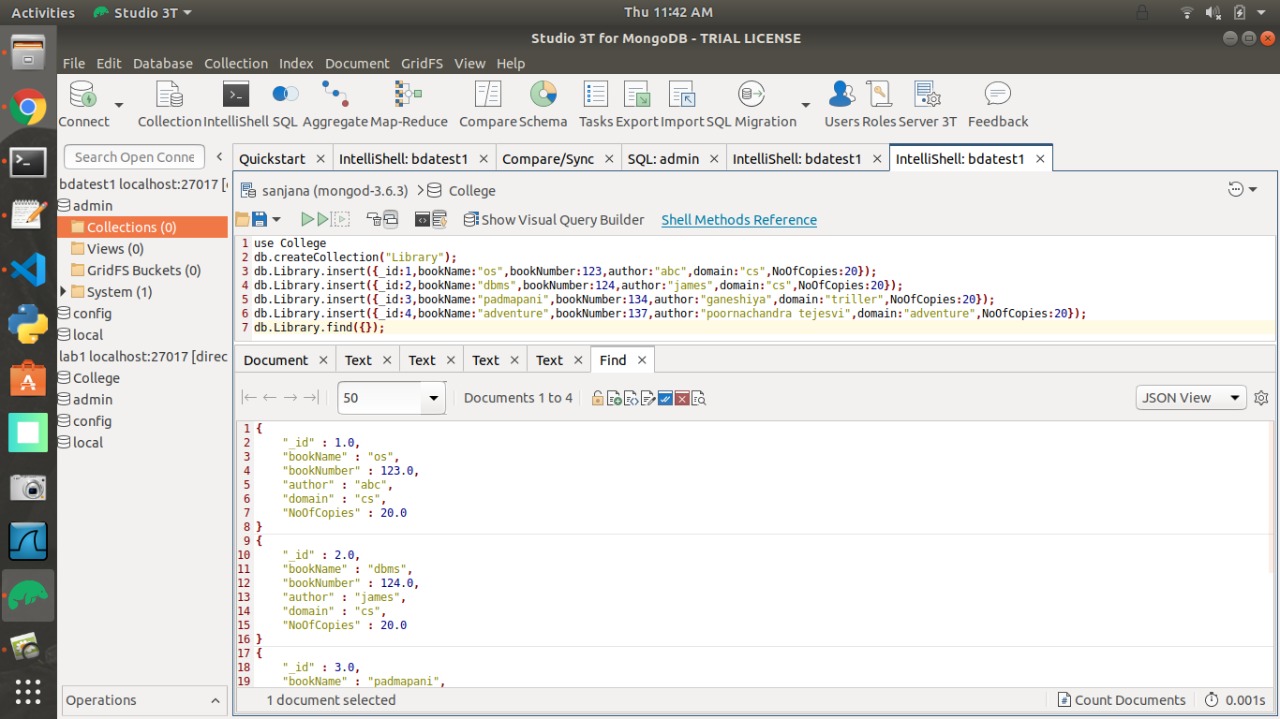 Activities Studio 3T Thu 11:42 AM
Studio 3T for MongoDB - TRIAL LICENSE
File Edit Database Collection Index Document GridFS View Help
Connect Collection IntelliShell SQL Aggregate Map-Reduce Compare Schema Tasks Export Import SQL Migration Users Roles Server 3T Feedback
Search Open Conne
Quickstart IntelliShell: bdatest1 Compare/Sync SQL: admin IntelliShell: bdatest1 IntelliShell: bdatest1
bdatest1 localhost:27017 [
admin
Collections (0)
Views (0)
GridFS Buckets (0)
System (1)
config
local
lab1 localhost:27017 [direc
College
admin
config
local
Operations
sanjana (mongod-3.6.3) College
Show Visual Query Builder Shell Methods Reference
1 use College
2 db.createCollection("Library");
3 db.Library.insert({_id:1,bookName:"os",bookNumber:123,author:"abc",domain:"cs",NoOfCopies:20});
4 db.Library.insert({_id:2,bookName:"dbms",bookNumber:124,author:"james",domain:"cs",NoOfCopies:20});
5 db.Library.insert({_id:3,bookName:"padmapani",bookNumber:134,author:"ganeshiya",domain:"triller",NoOfCopies:20});
6 db.Library.insert({_id:4,bookName:"adventure",bookNumber:137,author:"poornachandra tejesvi",domain:"adventure",NoOfCopies:20});
7 db.Library.find({});
Document Text Text Text Text Find
50 Documents 1 to 4 JSON View
1 {
2 "_id" : 1.0,
3 "bookName" : "os",
4 "bookNumber" : 123.0,
5 "author" : "abc",
6 "domain" : "cs",
7 "NoOfCopies" : 20.0
8 }
9 {
10 "_id" : 2.0,
11 "bookName" : "dbms",
12 "bookNumber" : 124.0,
13 "author" : "james",
14 "domain" : "cs",
15 "NoOfCopies" : 20.0
16 }
17 {
18 "_id" : 3.0,
19 "bookName" : "padmapani",
1 document selected Count Documents 0.001s